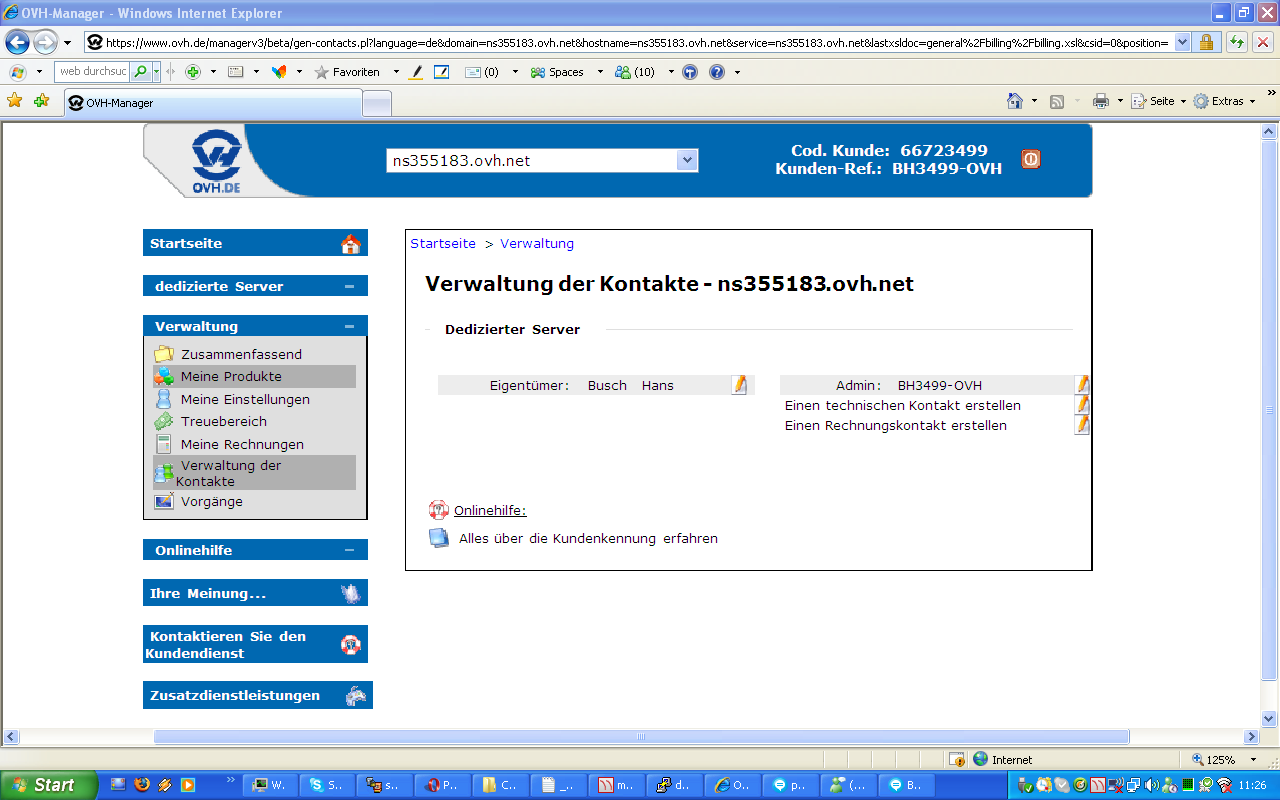 OVH-Manager - Windows Internet Explorer
https://www.ovh.de/managerv3/beta/gen-contacts.pl?language=de&domain=ns355183.ovh.net&hostname=ns355183.ovh.net&service=ns355183.ovh.net&lastxsldoc=general%2Fbilling%2Fbilling.xsl&csid=0&position=
web durchsuc
Favoriten
(0)
Spaces
(10)
OVH-Manager
Seite
Extras
OVH.DE
ns355183.ovh.net
Cod. Kunde: 66723499
Kunden-Ref.: BH3499-OVH
Startseite
dedizierte Server
Verwaltung
Zusammenfassend
Meine Produkte
Meine Einstellungen
Treuebereich
Meine Rechnungen
Verwaltung der
Kontakte
Vorgänge
Onlinehilfe
Ihre Meinung...
Kontaktieren Sie den
Kundendienst
Zusatzdienstleistungen
Startseite > Verwaltung
Verwaltung der Kontakte - ns355183.ovh.net
Dedizierter Server
Eigentümer: Busch Hans
Admin: BH3499-OVH
Einen technischen Kontakt erstellen
Einen Rechnungskontakt erstellen
Onlinehilfe:
Alles über die Kundenkennung erfahren
Internet
125%
Start
W..
S..
s..
P..
C..
_..
m..
d..
O..
p..
(...
B..
11:26